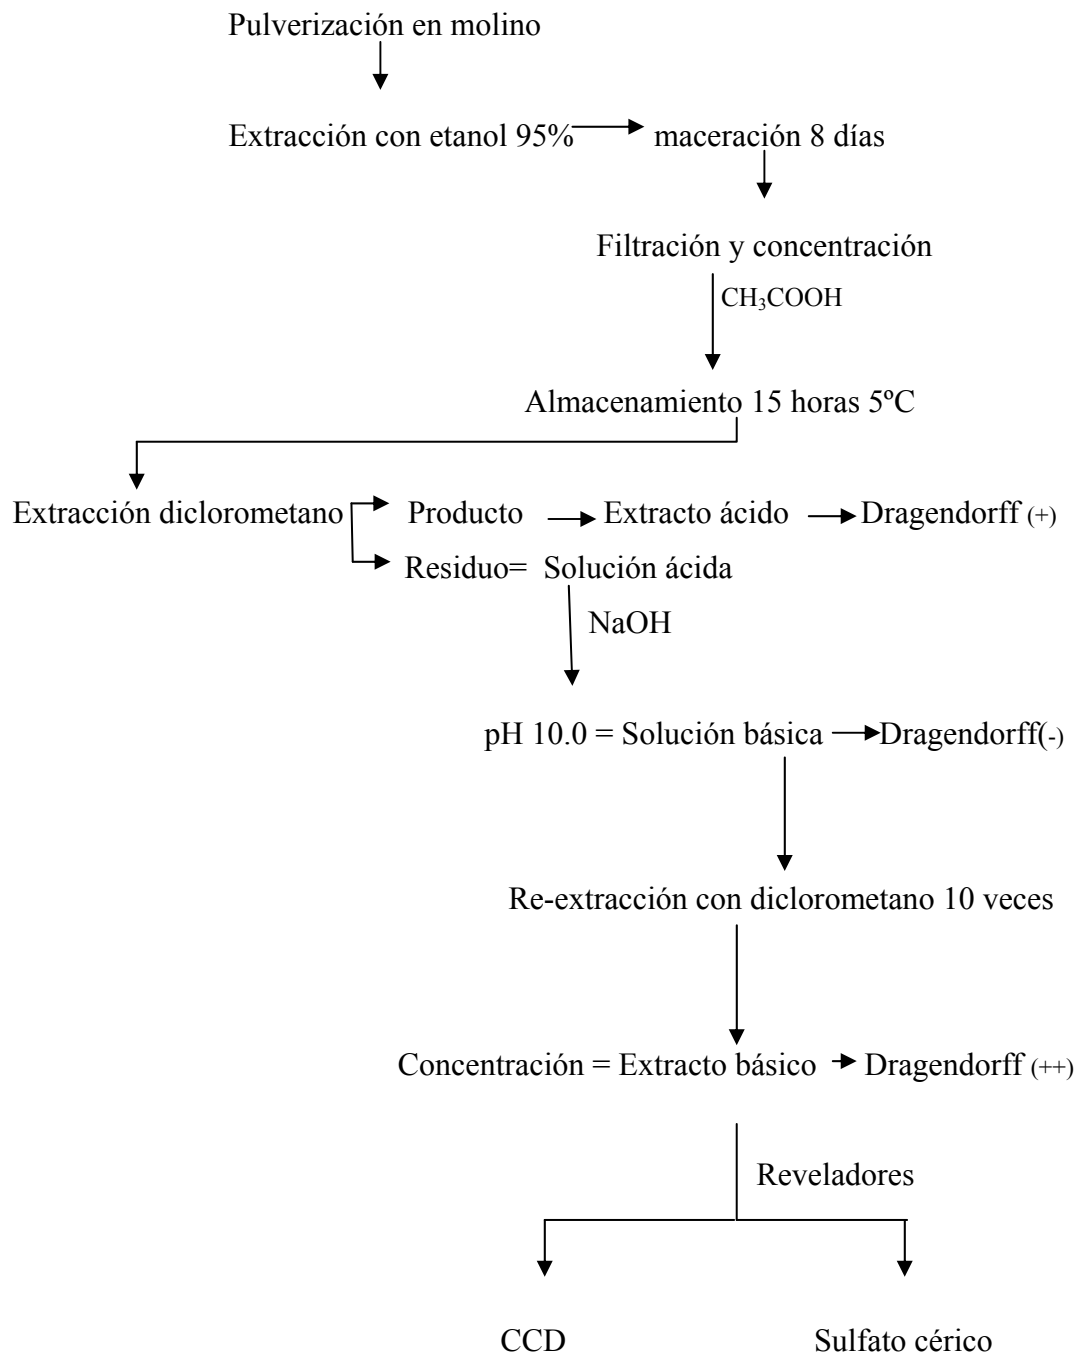 Pulverización en molino
Extracción con etanol 95% maceración 8 días
Filtración y concentración
CH₃COOH
Almacenamiento 15 horas 5ºC
Extracción diclorometano Producto Extracto ácido Dragendorff (+)
Residuo= Solución ácida
NaOH
pH 10.0 = Solución básica Dragendorff(-)
Re-extracción con diclorometano 10 veces
Concentración = Extracto básico Dragendorff (++)
Reveladores
CCD Sulfato cérico